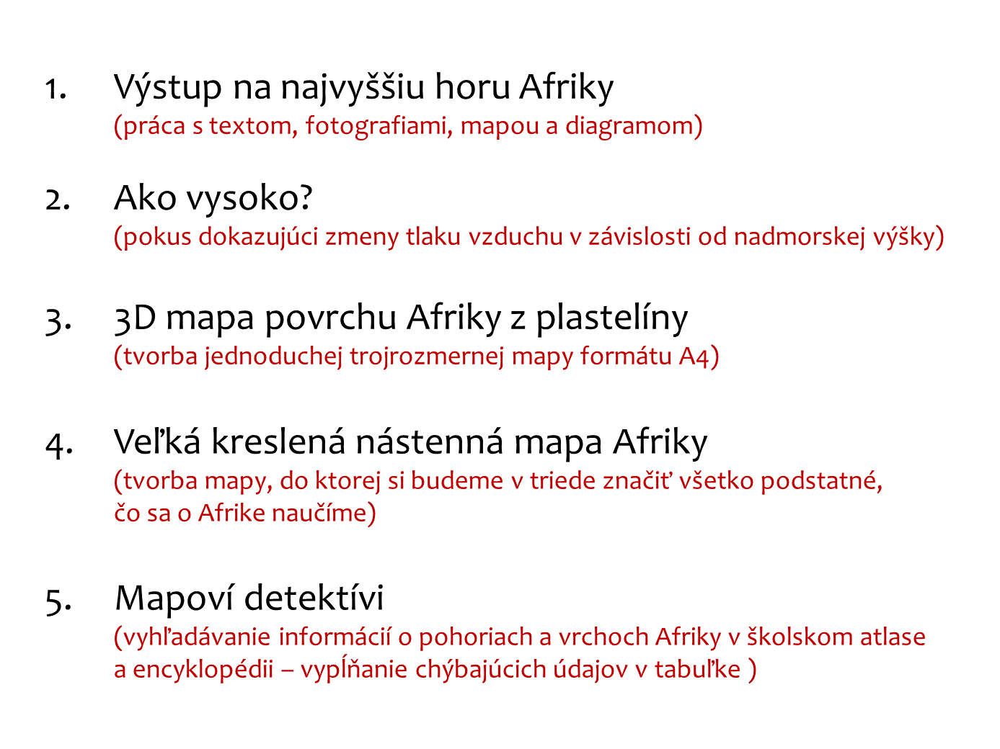 1. Výstup na najvyššiu horu Afriky
(práca s textom, fotografiami, mapou a diagramom)
2. Ako vysoko?
(pokus dokazujúci zmeny tlaku vzduchu v závislosti od nadmorskej výšky)
3. 3D mapa povrchu Afriky z plastelíny
(tvorba jednoduchej trojrozmernej mapy formátu A4)
4. Veľká kreslená nástenná mapa Afriky
(tvorba mapy, do ktorej si budeme v triede značiť všetko podstatné,
čo sa o Afrike naučíme)
5. Mapoví detektívi
(vyhľadávanie informácií o pohoriach a vrchoch Afriky v školskom atlase
a encyklopédii – vypĺňanie chýbajúcich údajov v tabuľke )